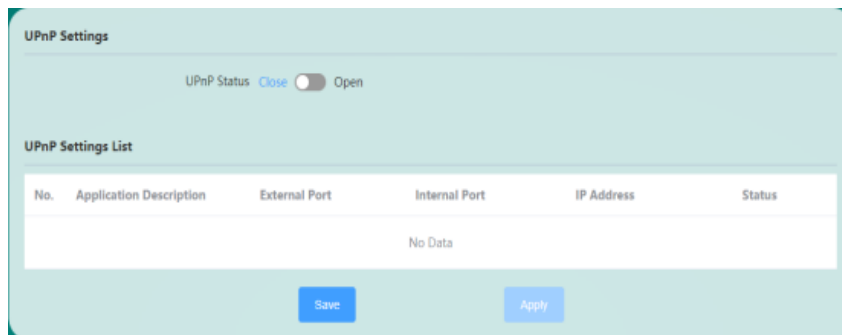 UPnP Settings
UPnP Status Close Open
UPnP Settings List
No. Application Description External Port Internal Port IP Address Status
No Data
Save Apply